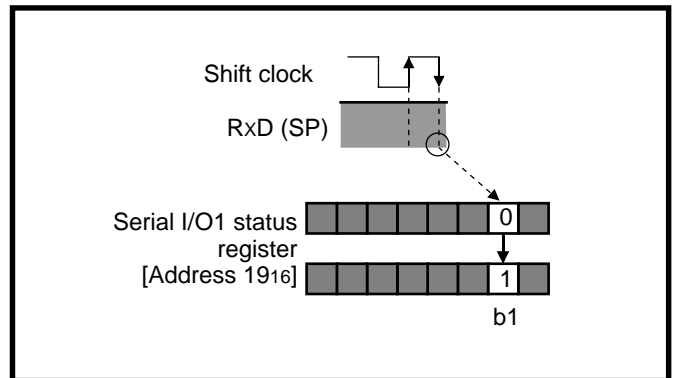 Shift clock
RxD (SP)
0
Serial I/O1 status
register
[Address 1916]
1
b1